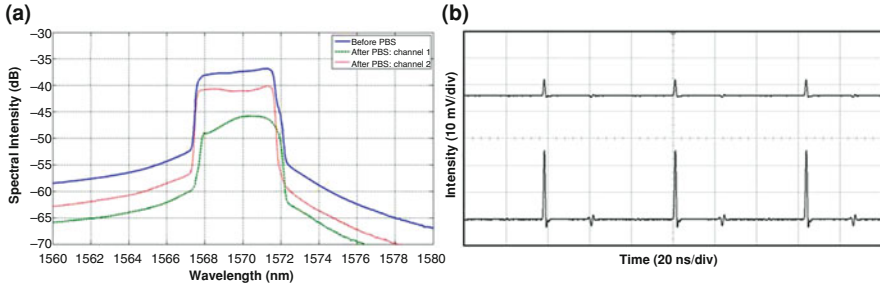 (a)
−30
−35
−40
−45
−50
−55
−60
−65
−70
Spectral Intensity (dB)
Before PBS
After PBS: channel 1
After PBS: channel 2
1560 1562 1564 1566 1568 1570 1572 1574 1576 1578 1580
Wavelength (nm)
(b)
Intensity (10 mV/div)
Time (20 ns/div)